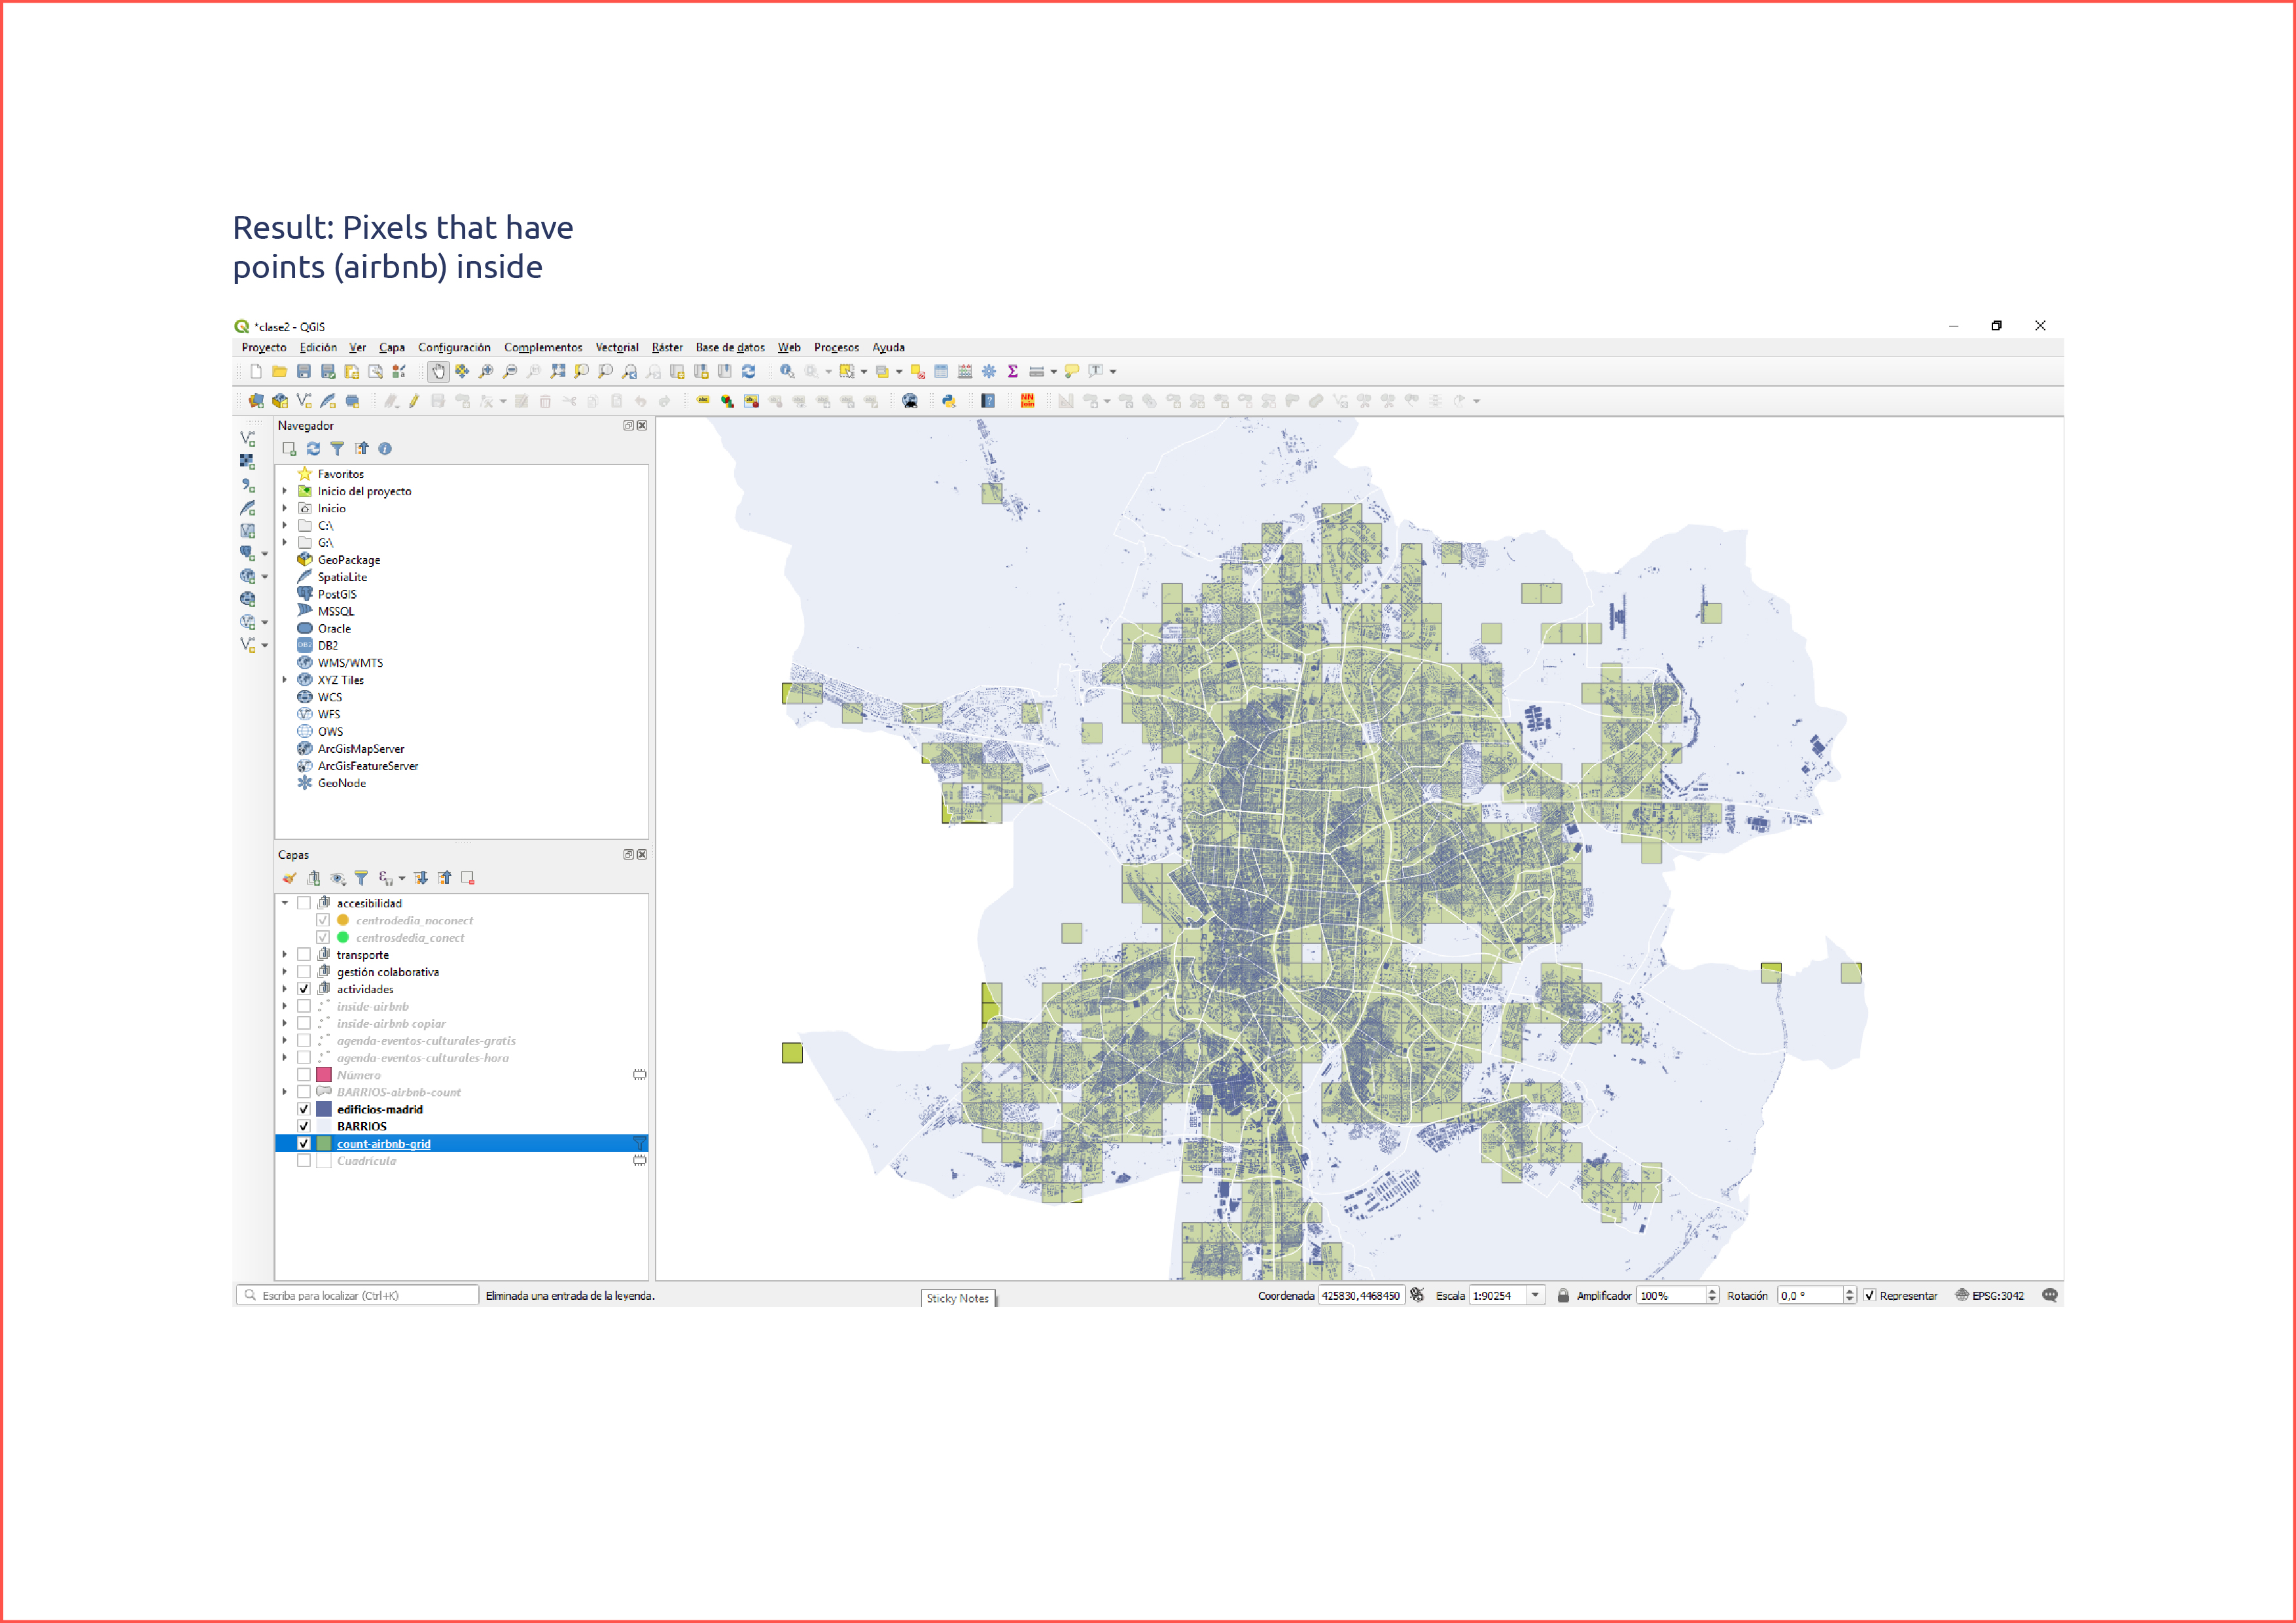 Result: Pixels that have
points (airbnb) inside
*clase2 - QGIS
Proyecto Edición Ver Capa Configuración Complementos Vectorial Ráster Base de datos Web Procesos Ayuda
Navegador
Favoritos
Inicio del proyecto
Inicio
C:\
G:\
GeoPackage
SpatiaLite
PostGIS
MSSQL
Oracle
DB2
WMS/WMTS
XYZ Tiles
WCS
WFS
OWS
ArcGisMapServer
ArcGisFeatureServer
GeoNode
Capas
accesibilidad
centrodedia_noconect
centrosdedia_conect
transporte
gestión colaborativa
actividades
inside-airbnb
inside-airbnb copiar
agenda-eventos-culturales-gratis
agenda-eventos-culturales-hora
Número
BARRIOS-airbnb-count
edificios-madrid
BARRIOS
count-airbnb-grid
Cuadrícula
Escriba para localizar (Ctrl+K) Eliminada una entrada de la leyenda. Sticky Notes Coordenada 425830,4468450 Escala 1:90254 Amplificador 100% Rotación 0,0 ° Representar EPSG:3042